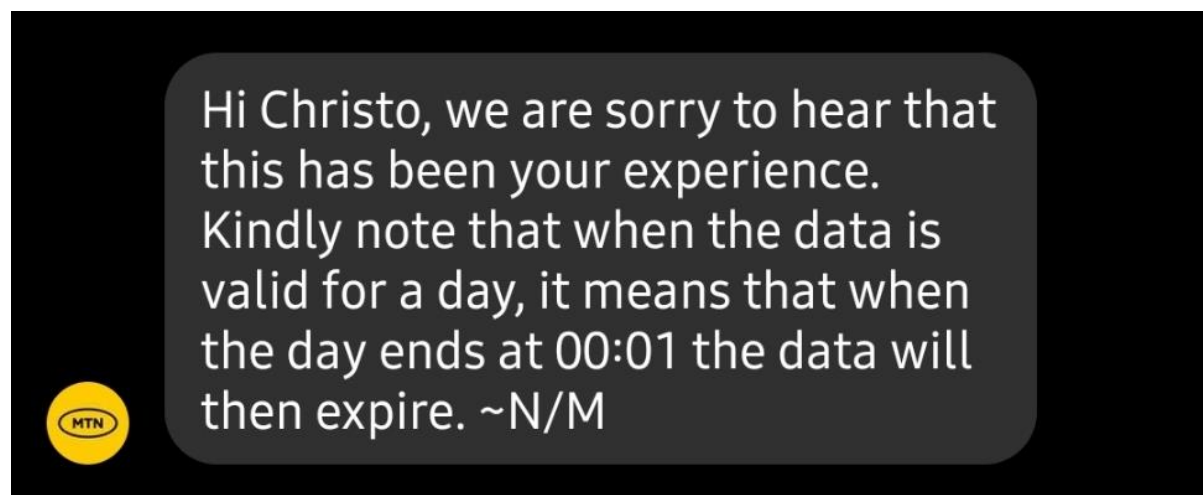 Hi Christo, we are sorry to hear that
this has been your experience.
Kindly note that when the data is
valid for a day, it means that when
the day ends at 00:01 the data will
then expire. ~N/M
MTN